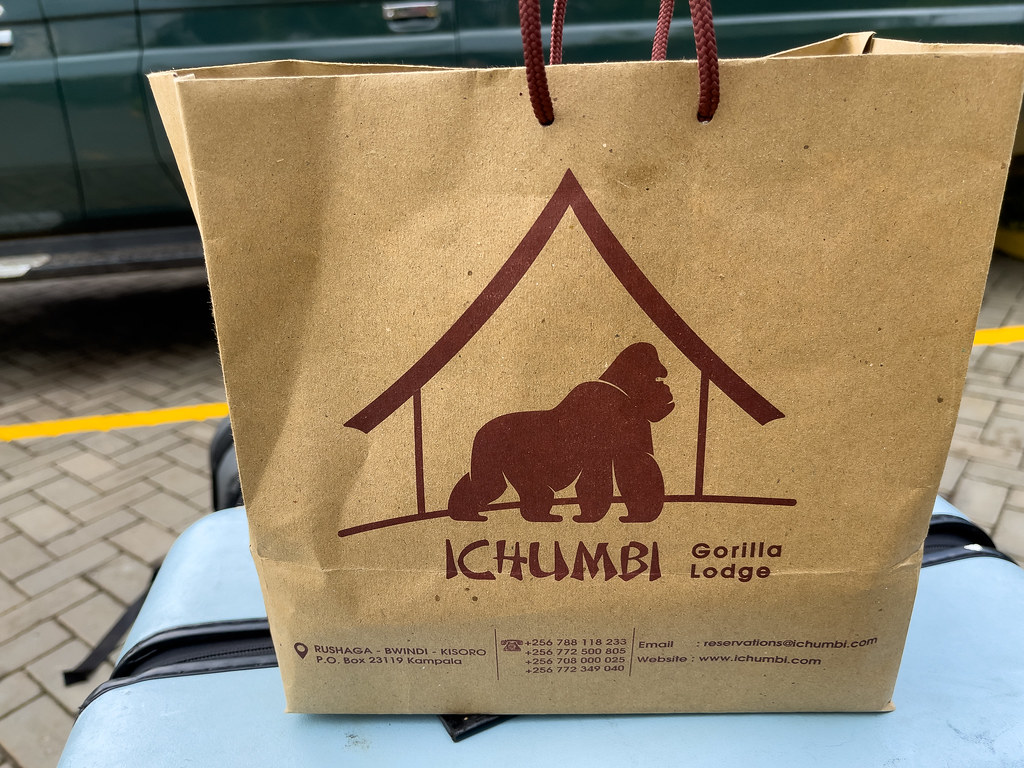 ICHUMBI Gorilla
Lodge
RUSHAGA - BWINDI - KISORO
P.O. Box 23119 Kampala
+256 788 118 233
+256 772 500 805
+256 708 000 025
+256 772 349 040
Email : reservations@ichumbi.com
Website : www.ichumbi.com